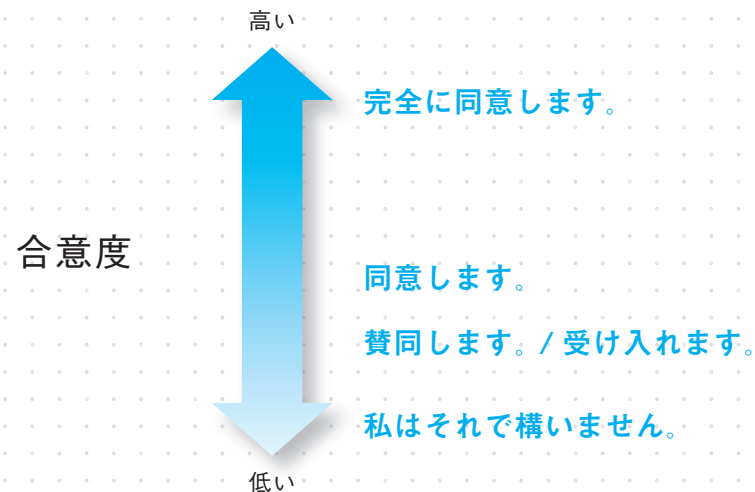 高い
完全に同意します。
合意度
同意します。
賛同します。/ 受け入れます。
私はそれで構いません。
低い